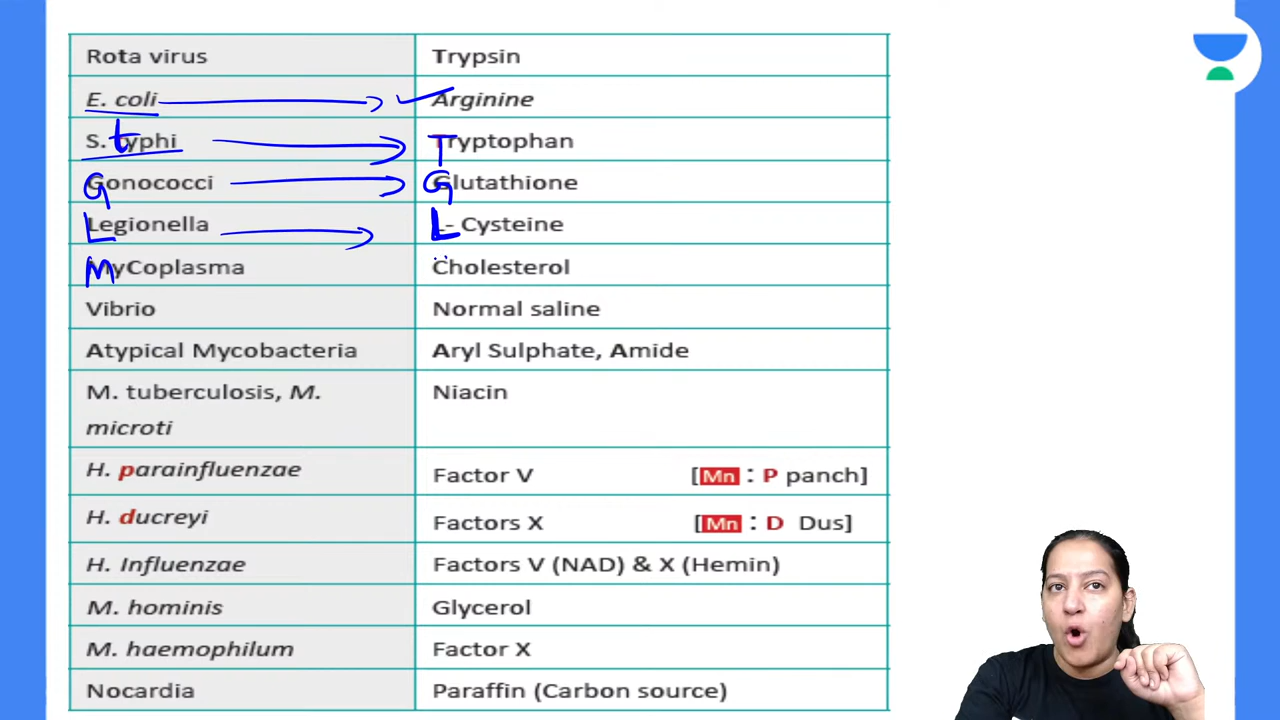 Rota virus Trypsin
E. coli Arginine
S. typhi Tryptophan
Gonococci Glutathione
Legionella L- Cysteine
MyCoplasma Cholesterol
Vibrio Normal saline
Atypical Mycobacteria Aryl Sulphate, Amide
M. tuberculosis, M. Niacin
microti
H. parainfluenzae Factor V [Mn : P panch]
H. ducreyi Factors X [Mn : D Dus]
H. Influenzae Factors V (NAD) & X (Hemin)
M. hominis Glycerol
M. haemophilum Factor X
Nocardia Paraffin (Carbon source)